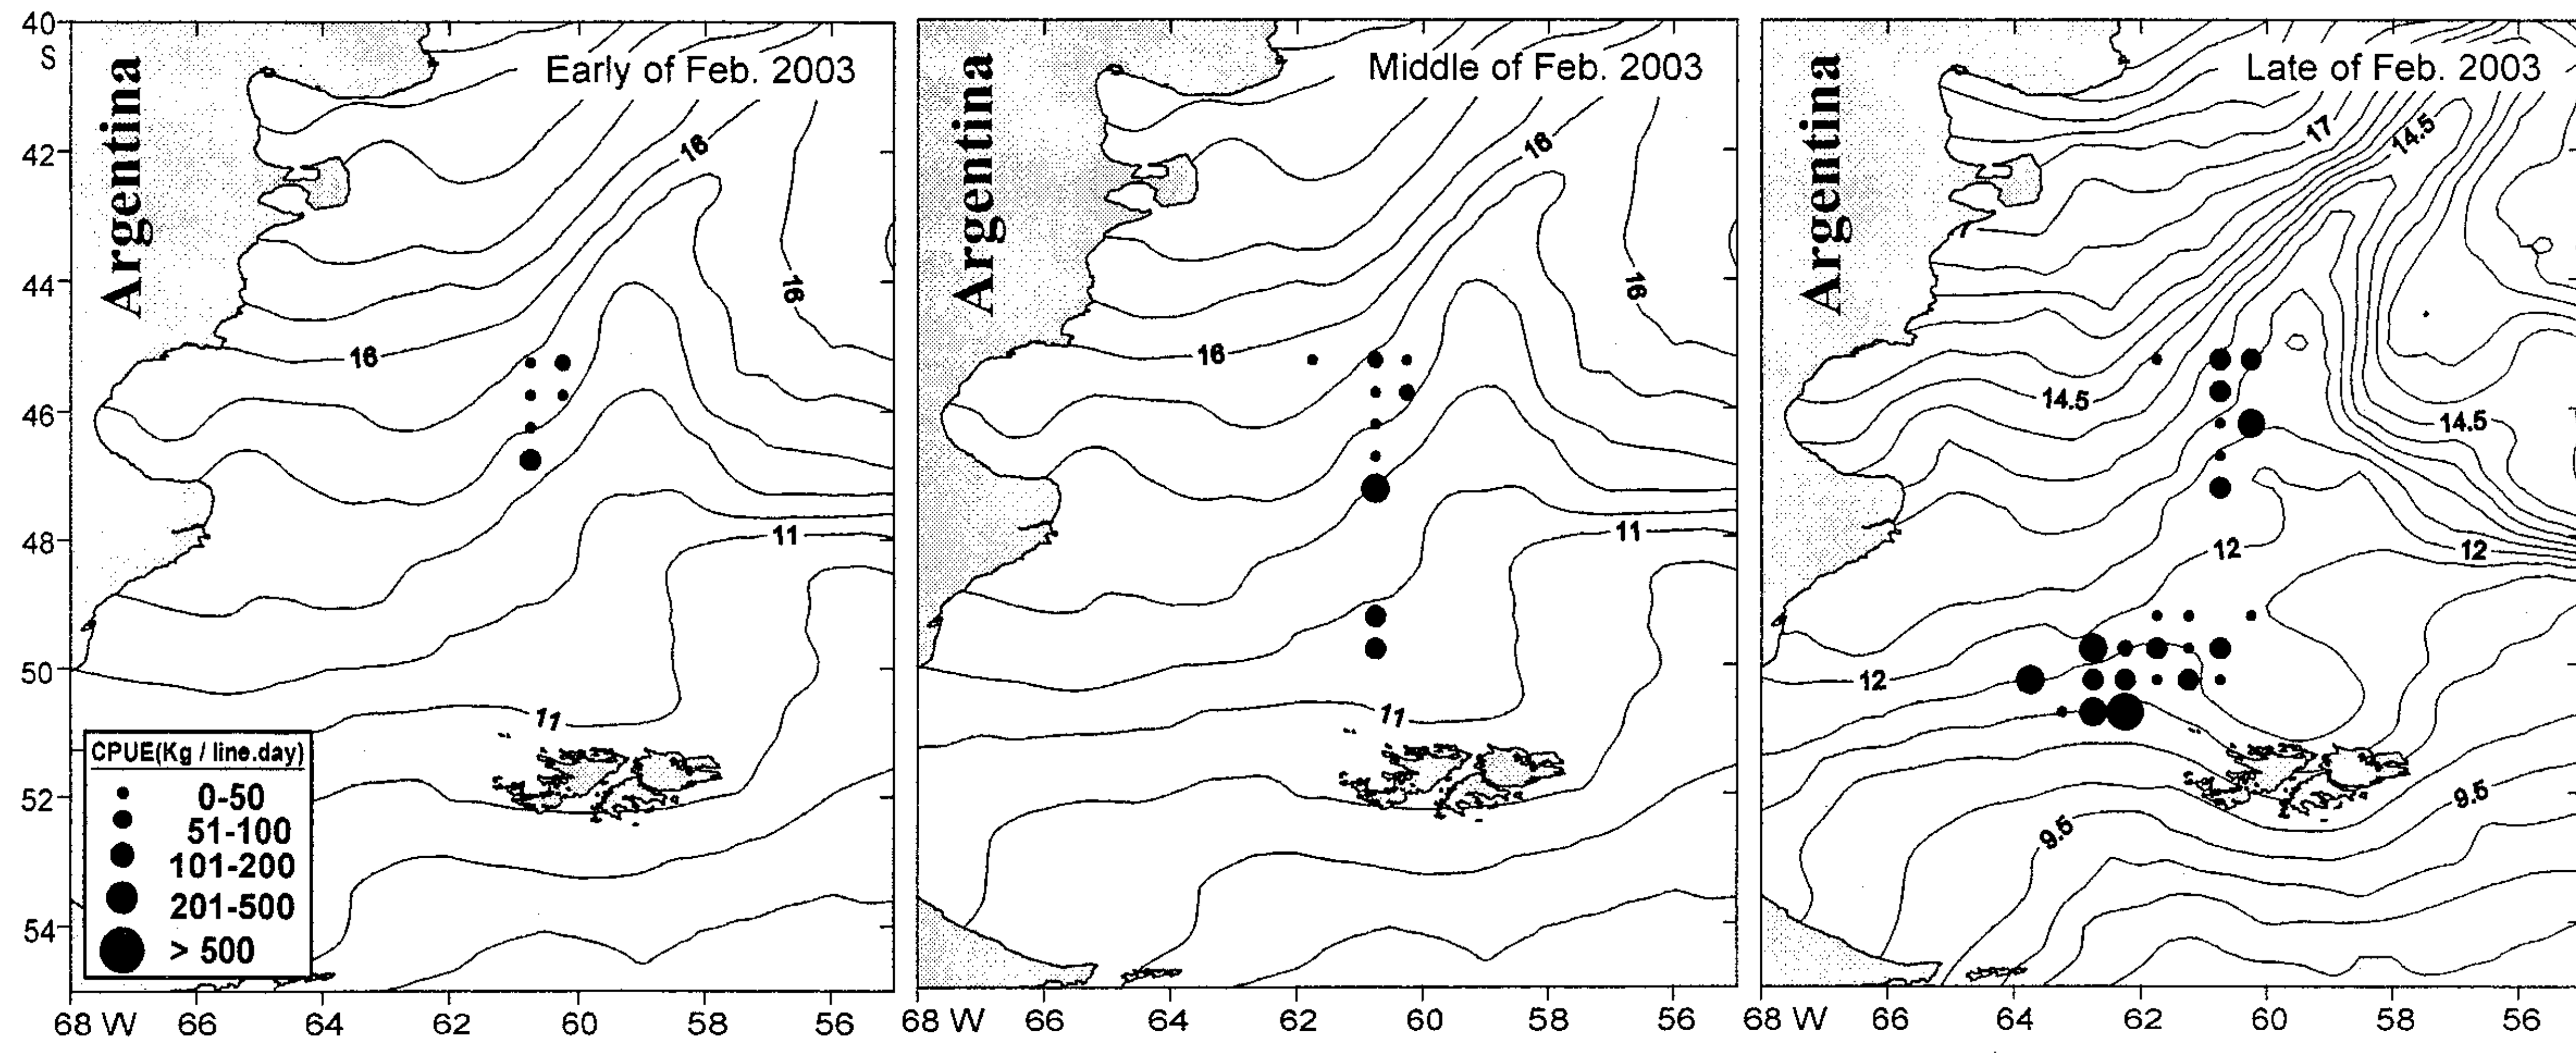 40
S
42
44
46
48
50
52
54
Argentina
Early of Feb. 2003
16
16
16
11
11
CPUE(Kg / line.day)
0-50
51-100
101-200
201-500
> 500
68 W 66 64 62 60 58 56
Argentina
Middle of Feb. 2003
16
16
16
11
11
68 W 66 64 62 60 58 56
Argentina
Late of Feb. 2003
17
14.5
14.5
14.5
12
12
12
9.5
9.5
68 W 66 64 62 60 58 56